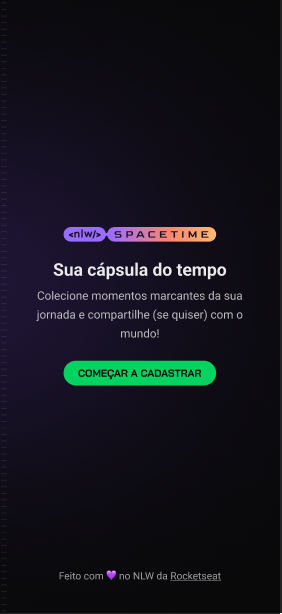 <nlw/> SPACETIME
Sua cápsula do tempo
Colecione momentos marcantes da sua
jornada e compartilhe (se quiser) com o
mundo!
COMEÇAR A CADASTRAR
Feito com 💜 no NLW da Rocketseat